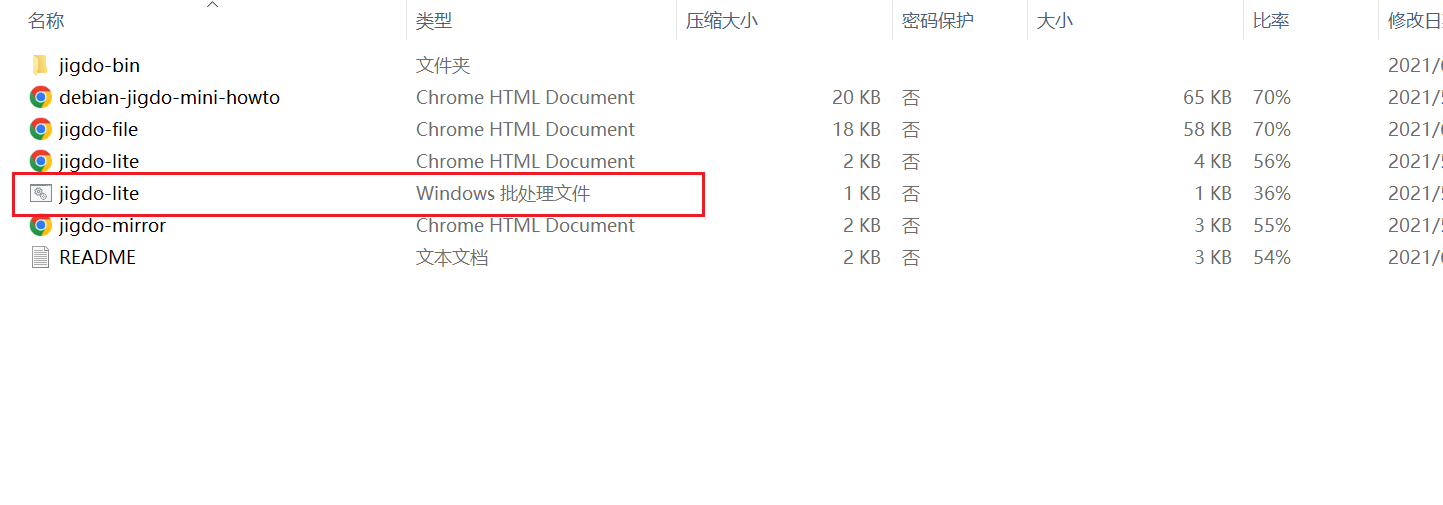 名称 类型 压缩大小 密码保护 大小 比率 修改日
jigdo-bin 文件夹 2021/
debian-jigdo-mini-howto Chrome HTML Document 20 KB 否 65 KB 70% 2021/
jigdo-file Chrome HTML Document 18 KB 否 58 KB 70% 2021/
jigdo-lite Chrome HTML Document 2 KB 否 4 KB 56% 2021/
jigdo-lite Windows 批处理文件 1 KB 否 1 KB 36% 2021/
jigdo-mirror Chrome HTML Document 2 KB 否 3 KB 55% 2021/
README 文本文档 2 KB 否 3 KB 54% 2021/